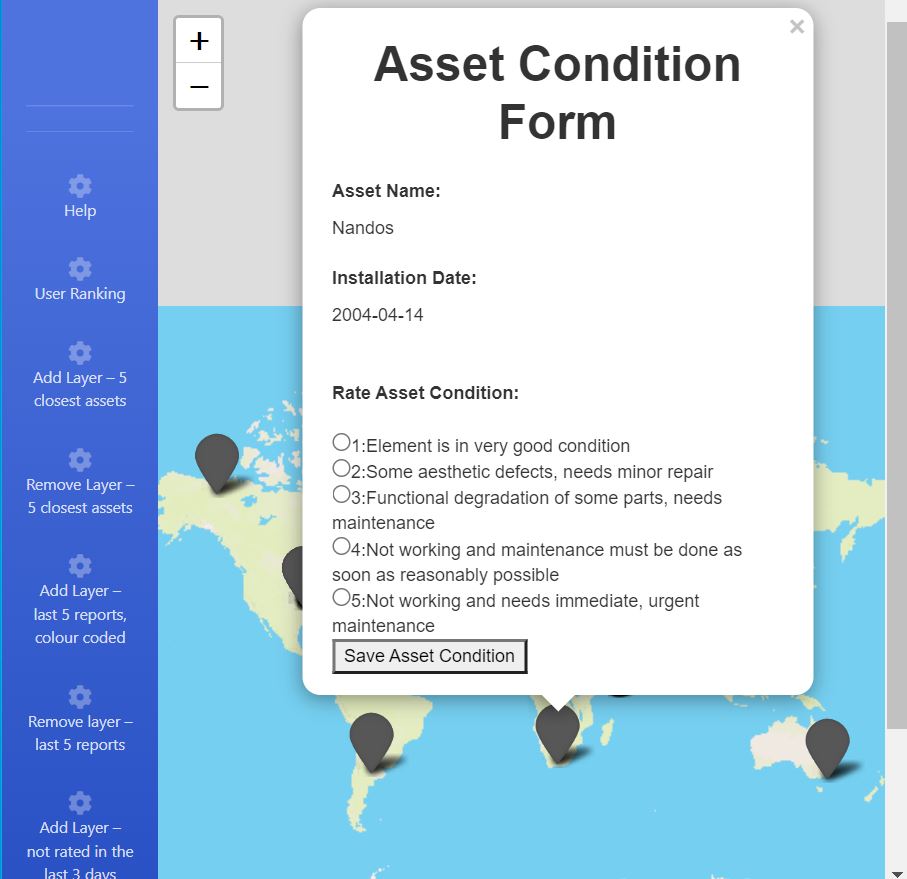 +
−
Help
User Ranking
Add Layer – 5
closest assets
Remove Layer –
5 closest assets
Add Layer –
last 5 reports,
colour coded
Remove layer –
last 5 reports
Add Layer –
not rated in the
last 3 days
×
Asset Condition
Form
Asset Name:
Nandos
Installation Date:
2004-04-14
Rate Asset Condition:
1:Element is in very good condition
2:Some aesthetic defects, needs minor repair
3:Functional degradation of some parts, needs
maintenance
4:Not working and maintenance must be done as
soon as reasonably possible
5:Not working and needs immediate, urgent
maintenance
Save Asset Condition